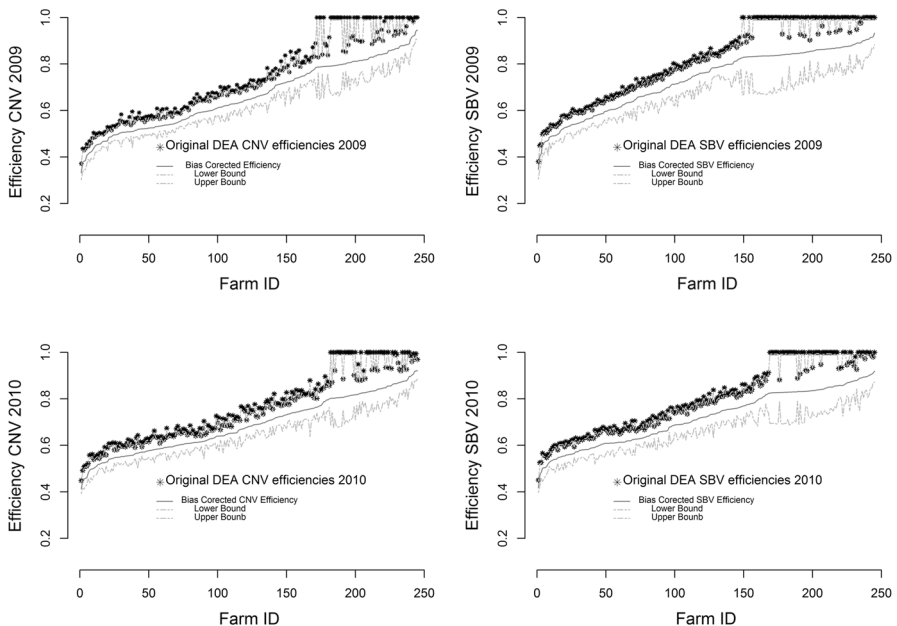 Efficiency CNV 2009
1.0
0.8
0.6
0.4
0.2
Original DEA CNV efficiencies 2009
Bias Corected Efficiency
Lower Bound
Upper Bounb
0 50 100 150 200 250
Farm ID
Efficiency SBV 2009
1.0
0.8
0.6
0.4
0.2
Original DEA SBV efficiencies 2009
Bias Corected SBV Efficiency
Lower Bound
Upper Bounb
0 50 100 150 200 250
Farm ID
Efficiency CNV 2010
1.0
0.8
0.6
0.4
0.2
Original DEA CNV efficiencies 2010
Bias Corected CNV Efficiency
Lower Bound
Upper Bounb
0 50 100 150 200 250
Farm ID
Efficiency SBV 2010
1.0
0.8
0.6
0.4
0.2
Original DEA SBV efficiencies 2010
Bias Corected SBV Efficiency
Lower Bound
Upper Bounb
0 50 100 150 200 250
Farm ID